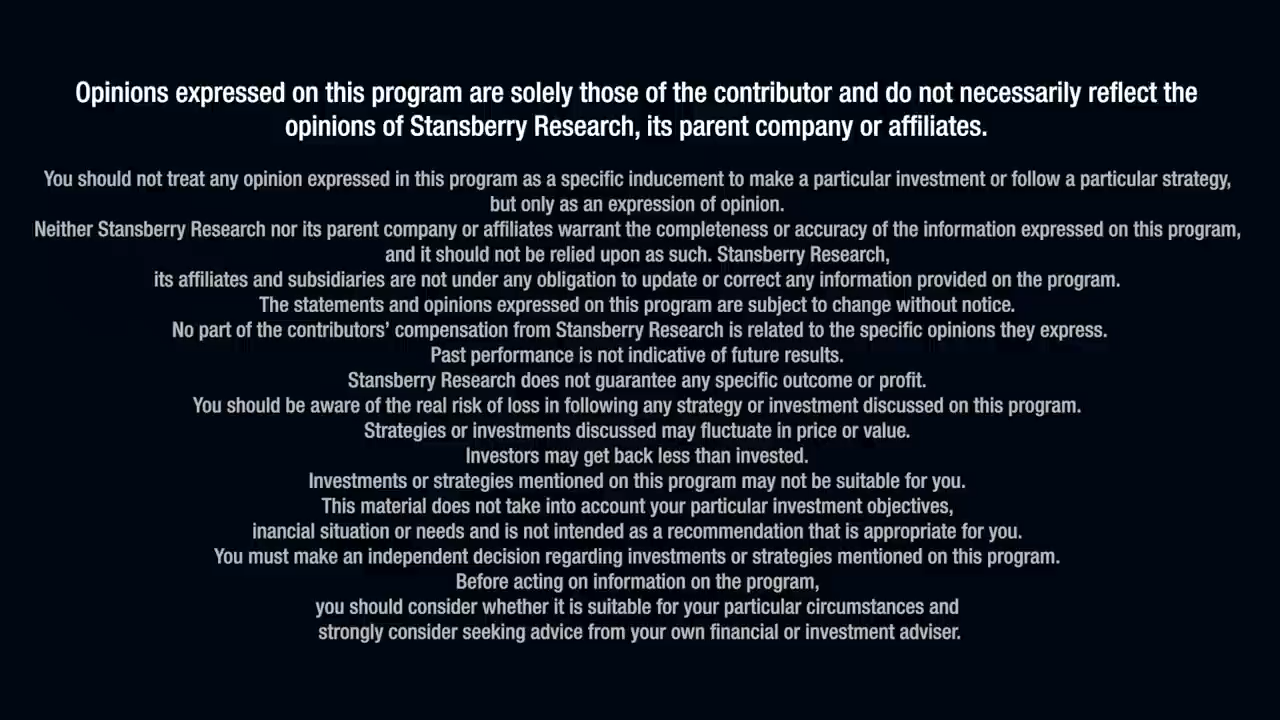 Opinions expressed on this program are solely those of the contributor and do not necessarily reflect the
opinions of Stansberry Research, its parent company or affiliates.
You should not treat any opinion expressed in this program as a specific inducement to make a particular investment or follow a particular strategy,
but only as an expression of opinion.
Neither Stansberry Research nor its parent company or affiliates warrant the completeness or accuracy of the information expressed on this program,
and it should not be relied upon as such. Stansberry Research,
its affiliates and subsidiaries are not under any obligation to update or correct any information provided on the program.
The statements and opinions expressed on this program are subject to change without notice.
No part of the contributors' compensation from Stansberry Research is related to the specific opinions they express.
Past performance is not indicative of future results.
Stansberry Research does not guarantee any specific outcome or profit.
You should be aware of the real risk of loss in following any strategy or investment discussed on this program.
Strategies or investments discussed may fluctuate in price or value.
Investors may get back less than invested.
Investments or strategies mentioned on this program may not be suitable for you.
This material does not take into account your particular investment objectives,
inancial situation or needs and is not intended as a recommendation that is appropriate for you.
You must make an independent decision regarding investments or strategies mentioned on this program.
Before acting on information on the program,
you should consider whether it is suitable for your particular circumstances and
strongly consider seeking advice from your own financial or investment adviser.